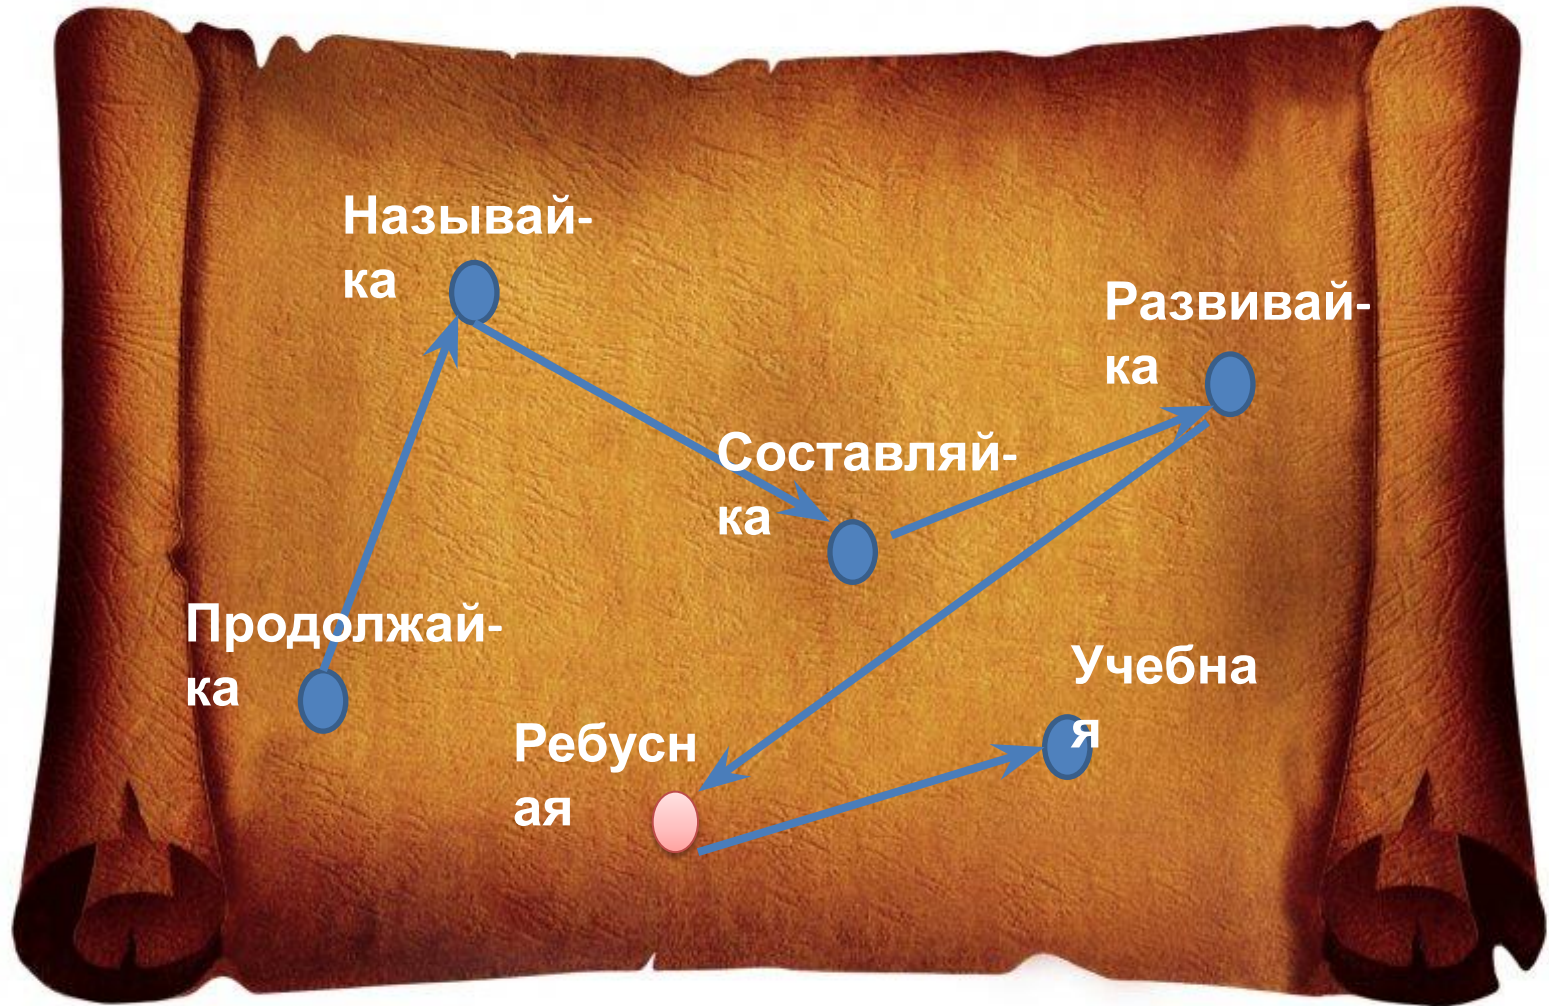 Называй-
ка
Развивай-
ка
Составляй-
ка
Продолжай-
ка
Учебна
я
Ребусн
ая